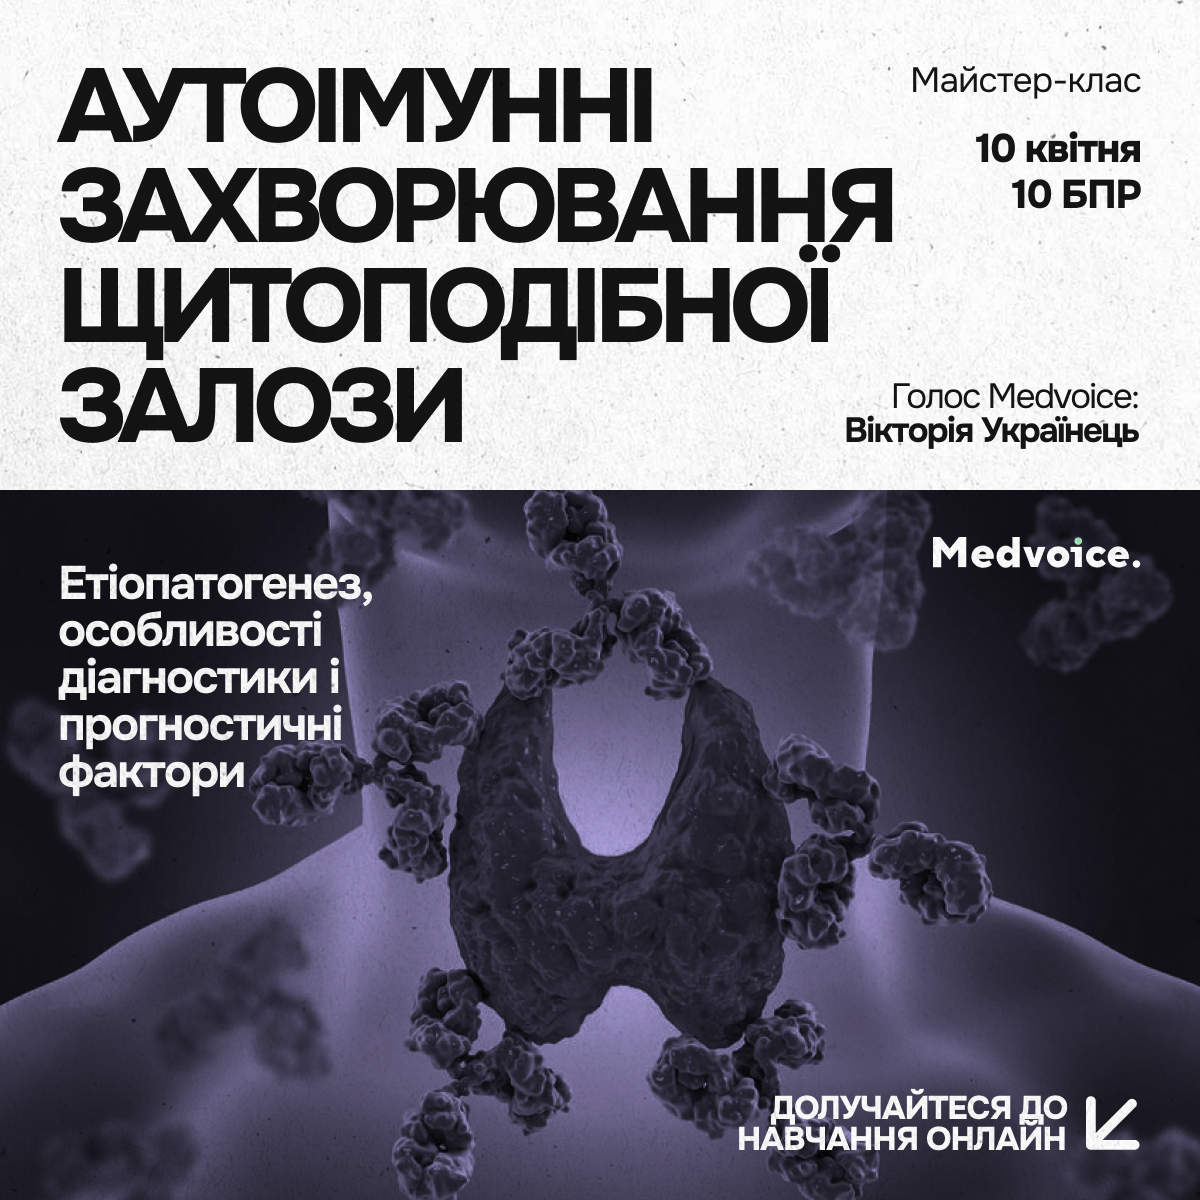 АУТОІМУННІ
ЗАХВОРЮВАННЯ
ЩИТОПОДІБНОЇ
ЗАЛОЗИ
Майстер-клас
10 квітня
10 БПР
Голос Medvoice:
Вікторія Українець
Medvoice.
Етіопатогенез,
особливості
діагностики і
прогностичні
фактори
ДОЛУЧАЙТЕСЯ ДО
НАВЧАННЯ ОНЛАЙН